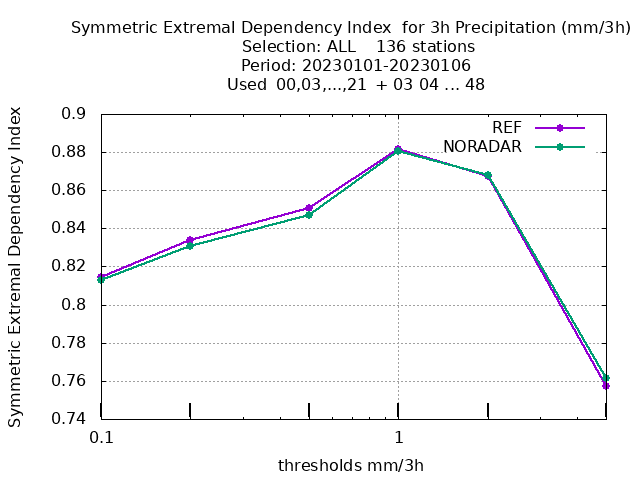 Symmetric Extremal Dependency Index  for 3h Precipitation (mm/3h)
Selection: ALL    136 stations
Period: 20230101-20230106
Used  00,03,...,21  + 03 04 ... 48
Symmetric Extremal Dependency Index
0.9
0.88
0.86
0.84
0.82
0.8
0.78
0.76
0.74
REF
NORADAR
0.1
1
thresholds mm/3h